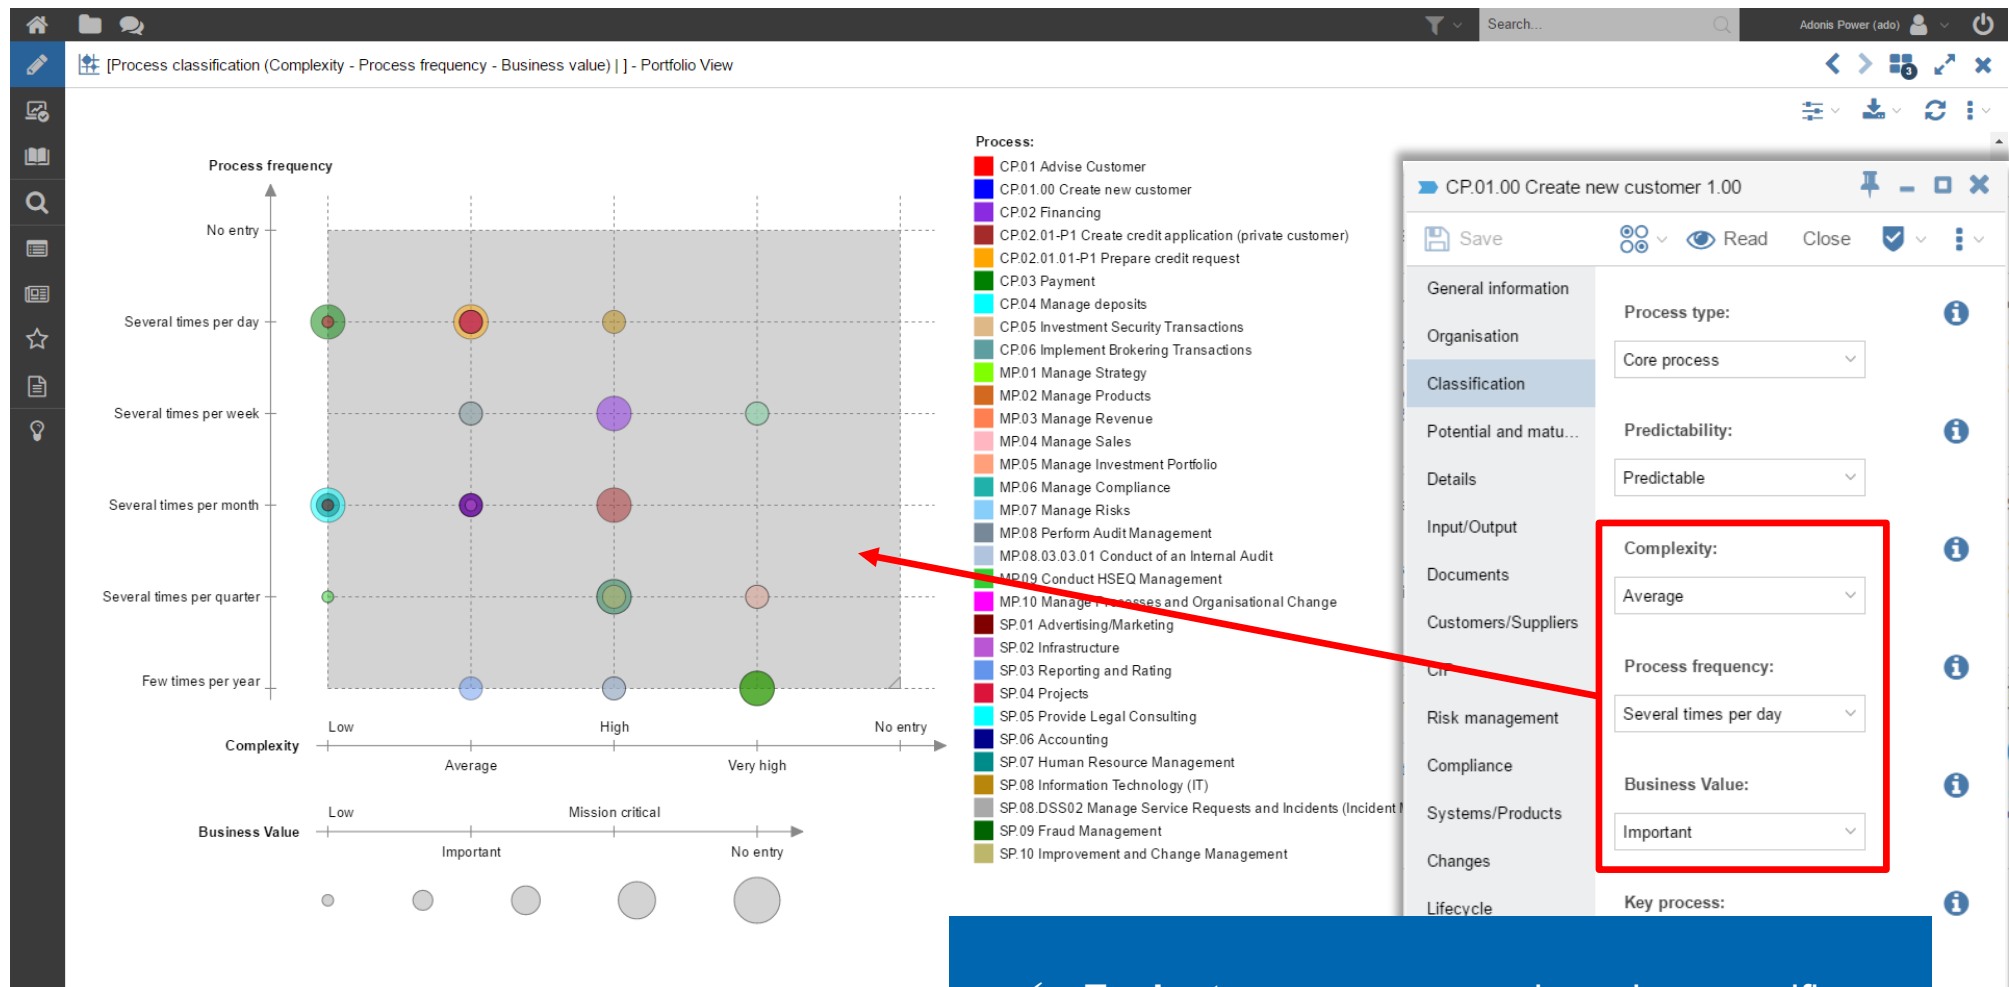 Search...
Adonis Power (ado)
[Process classification (Complexity - Process frequency - Business value) | ] - Portfolio View
3
Process frequency
No entry
Several times per day
Several times per week
Several times per month
Several times per quarter
Few times per year
Low
High
No entry
Complexity
Average
Very high
Low
Mission critical
Business Value
Important
No entry
Process:
CP.01 Advise Customer
CP.01.00 Create new customer
CP.02 Financing
CP.02.01-P1 Create credit application (private customer)
CP.02.01.01-P1 Prepare credit request
CP.03 Payment
CP.04 Manage deposits
CP.05 Investment Security Transactions
CP.06 Implement Brokering Transactions
MP.01 Manage Strategy
MP.02 Manage Products
MP.03 Manage Revenue
MP.04 Manage Sales
MP.05 Manage Investment Portfolio
MP.06 Manage Compliance
MP.07 Manage Risks
MP.08 Perform Audit Management
MP.08.03.03.01 Conduct of an Internal Audit
MP.09 Conduct HSEQ Management
MP.10 Manage Processes and Organisational Change
SP.01 Advertising/Marketing
SP.02 Infrastructure
SP.03 Reporting and Rating
SP.04 Projects
SP.05 Provide Legal Consulting
SP.06 Accounting
SP.07 Human Resource Management
SP.08 Information Technology (IT)
SP.08.DSS02 Manage Service Requests and Incidents (Incident
SP.09 Fraud Management
SP.10 Improvement and Change Management
CP.01.00 Create new customer 1.00
Save
Read
Close
General information
Organisation
Classification
Potential and matu...
Details
Input/Output
Documents
Customers/Suppliers
CIP
Risk management
Compliance
Systems/Products
Changes
Lifecycle
Process type:
Core process
Predictability:
Predictable
Complexity:
Average
Process frequency:
Several times per day
Business Value:
Important
Key process: